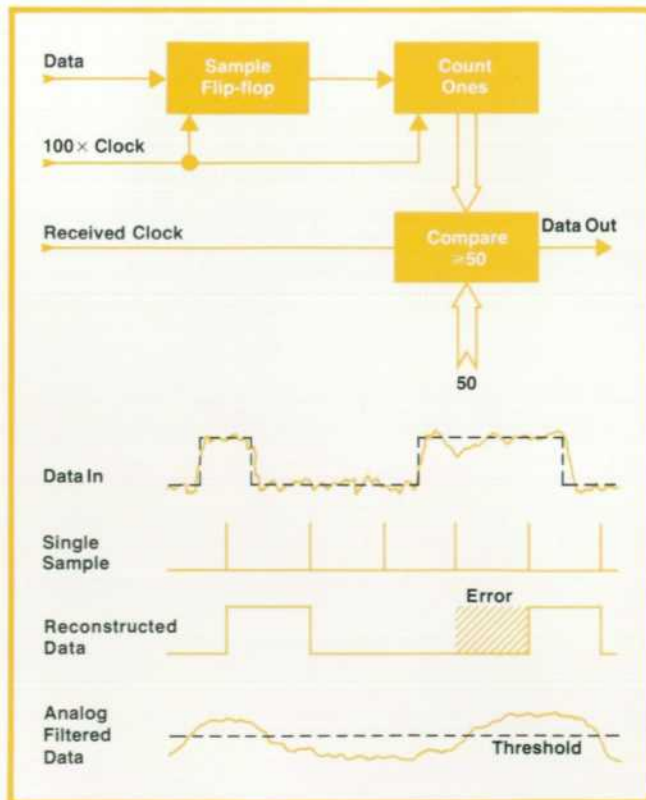 Data
Sample
Flip-flop
Count
Ones
100× Clock
Received Clock
Compare
≥50
Data Out
50
Data In
Single
Sample
Error
Reconstructed
Data
Analog
Filtered
Data
Threshold